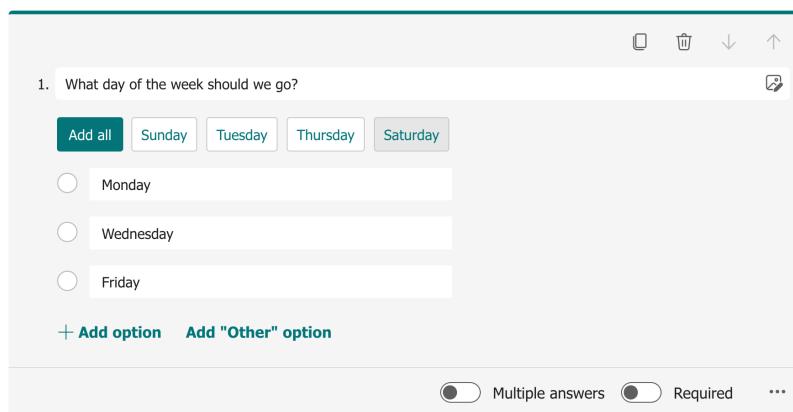 1. What day of the week should we go?
Add all Sunday Tuesday Thursday Saturday
Monday
Wednesday
Friday
+ Add option Add "Other" option
Multiple answers Required